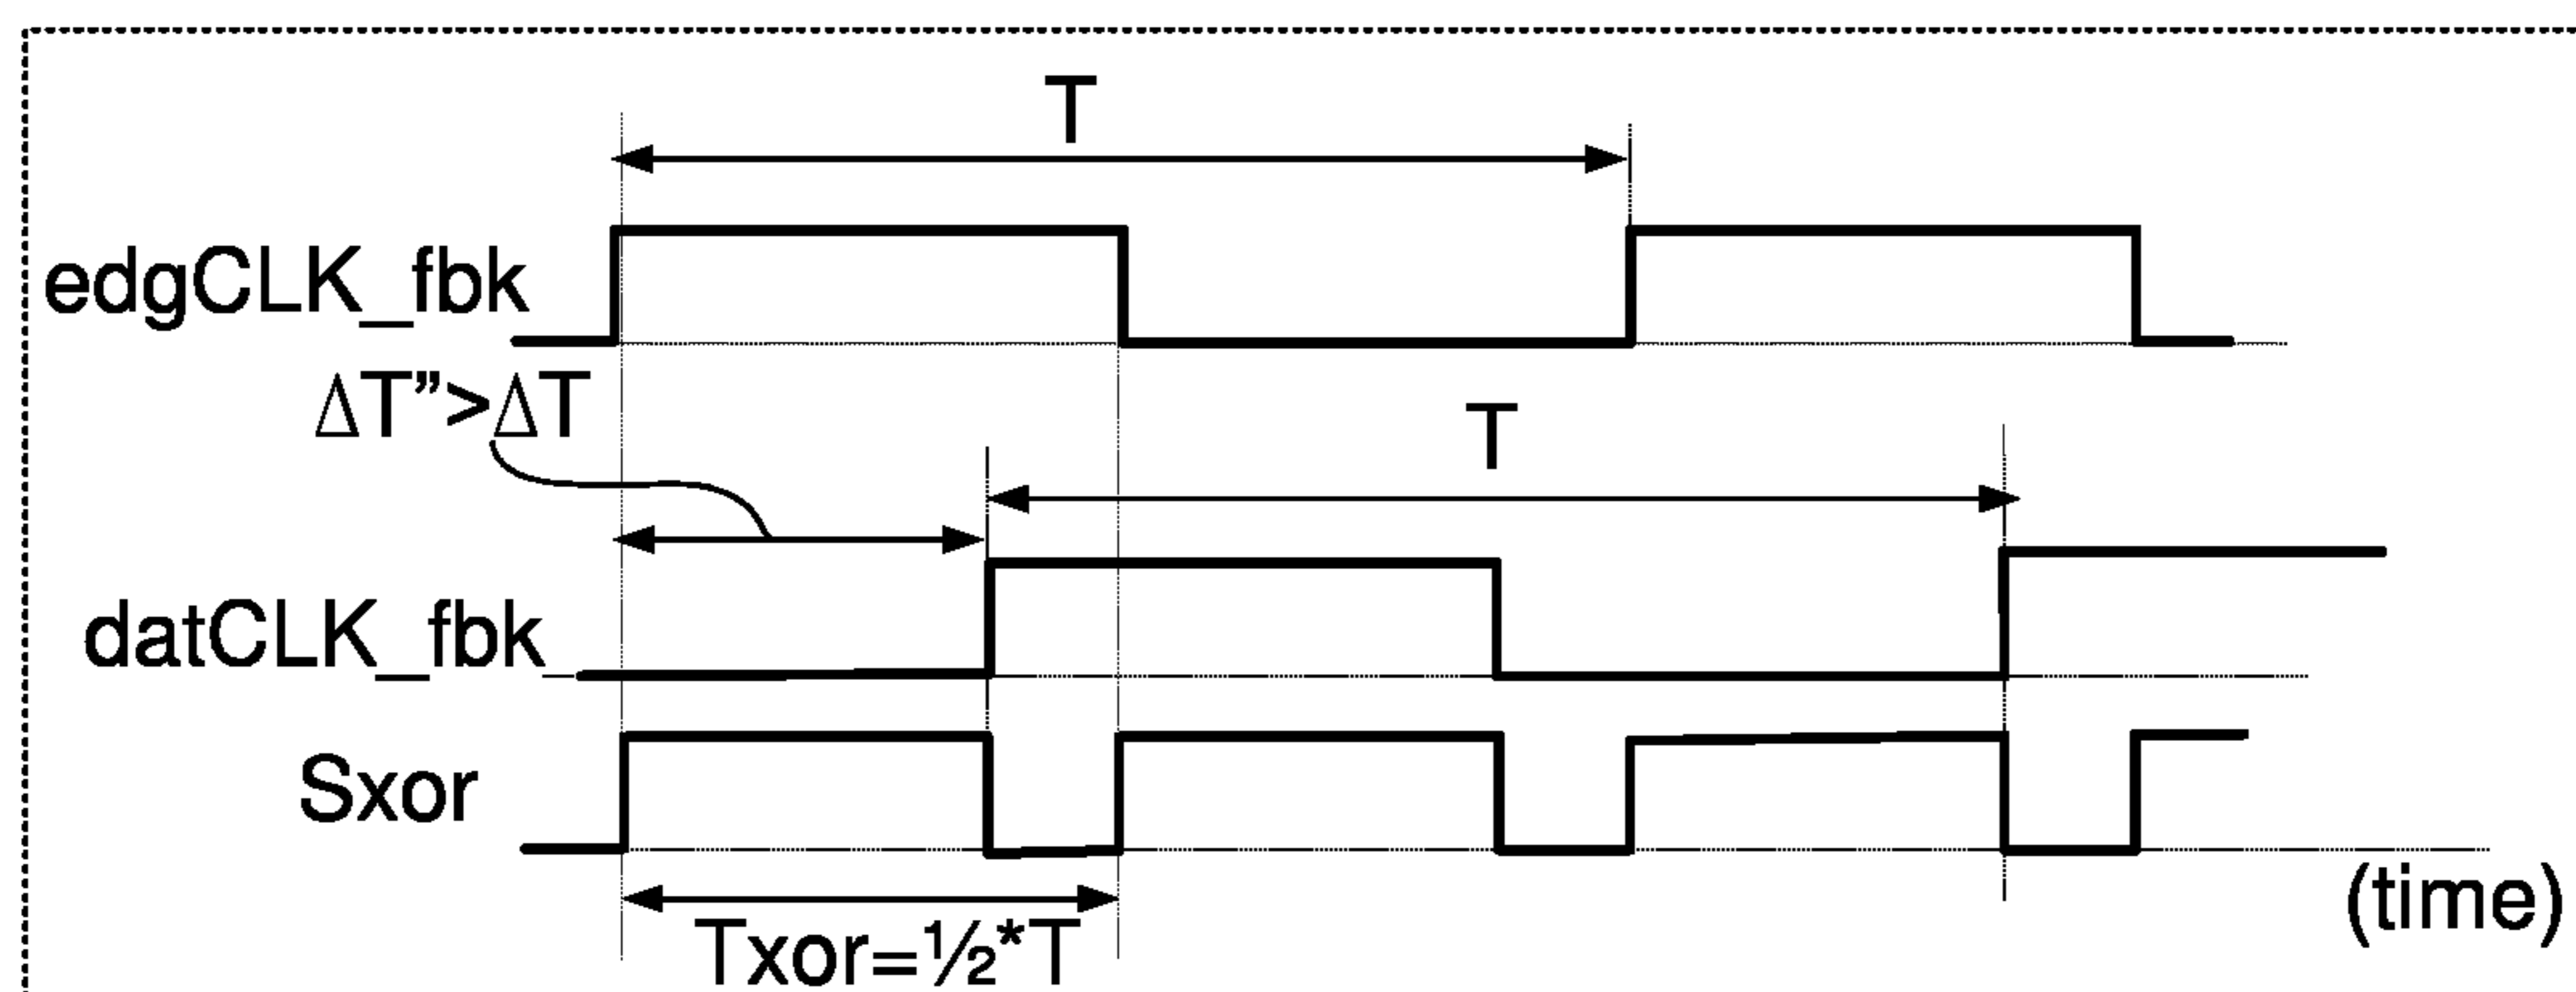 T
edgCLK_fbk
ΔT”>ΔT
T
datCLK_fbk
Sxor
(time)
Txor=½*T